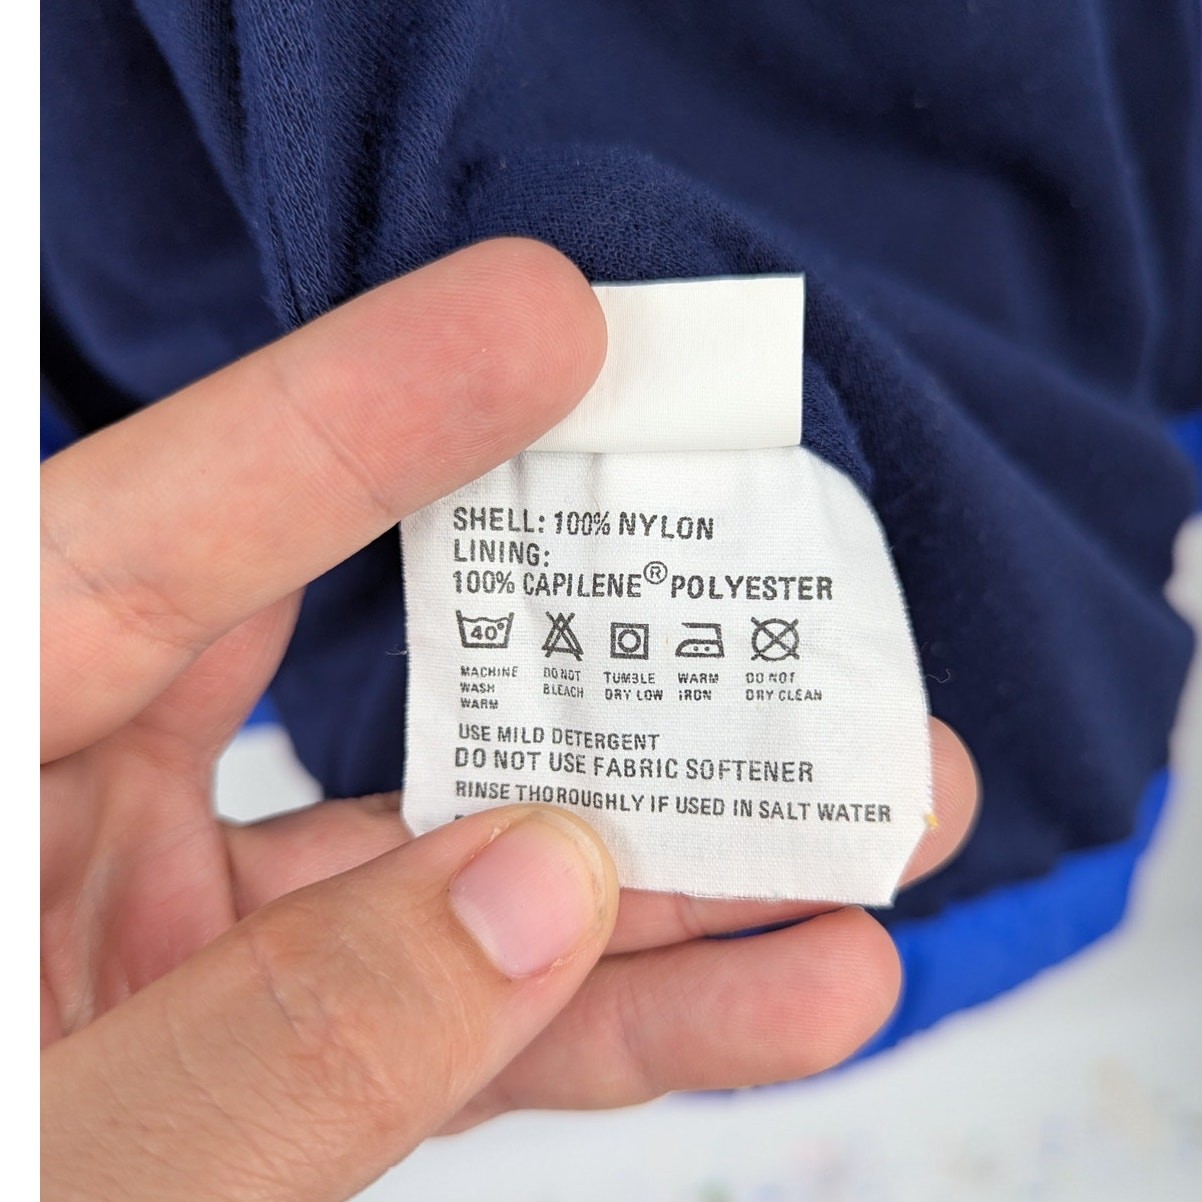 SHELL: 100% NYLON
LINING:
100% CAPILENE® POLYESTER
40°
MACHINE WASH WARM
DO NOT BLEACH
TUMBLE DRY LOW
WARM IRON
DO NOT DRY CLEAN
USE MILD DETERGENT
DO NOT USE FABRIC SOFTENER
RINSE THOROUGHLY IF USED IN SALT WATER